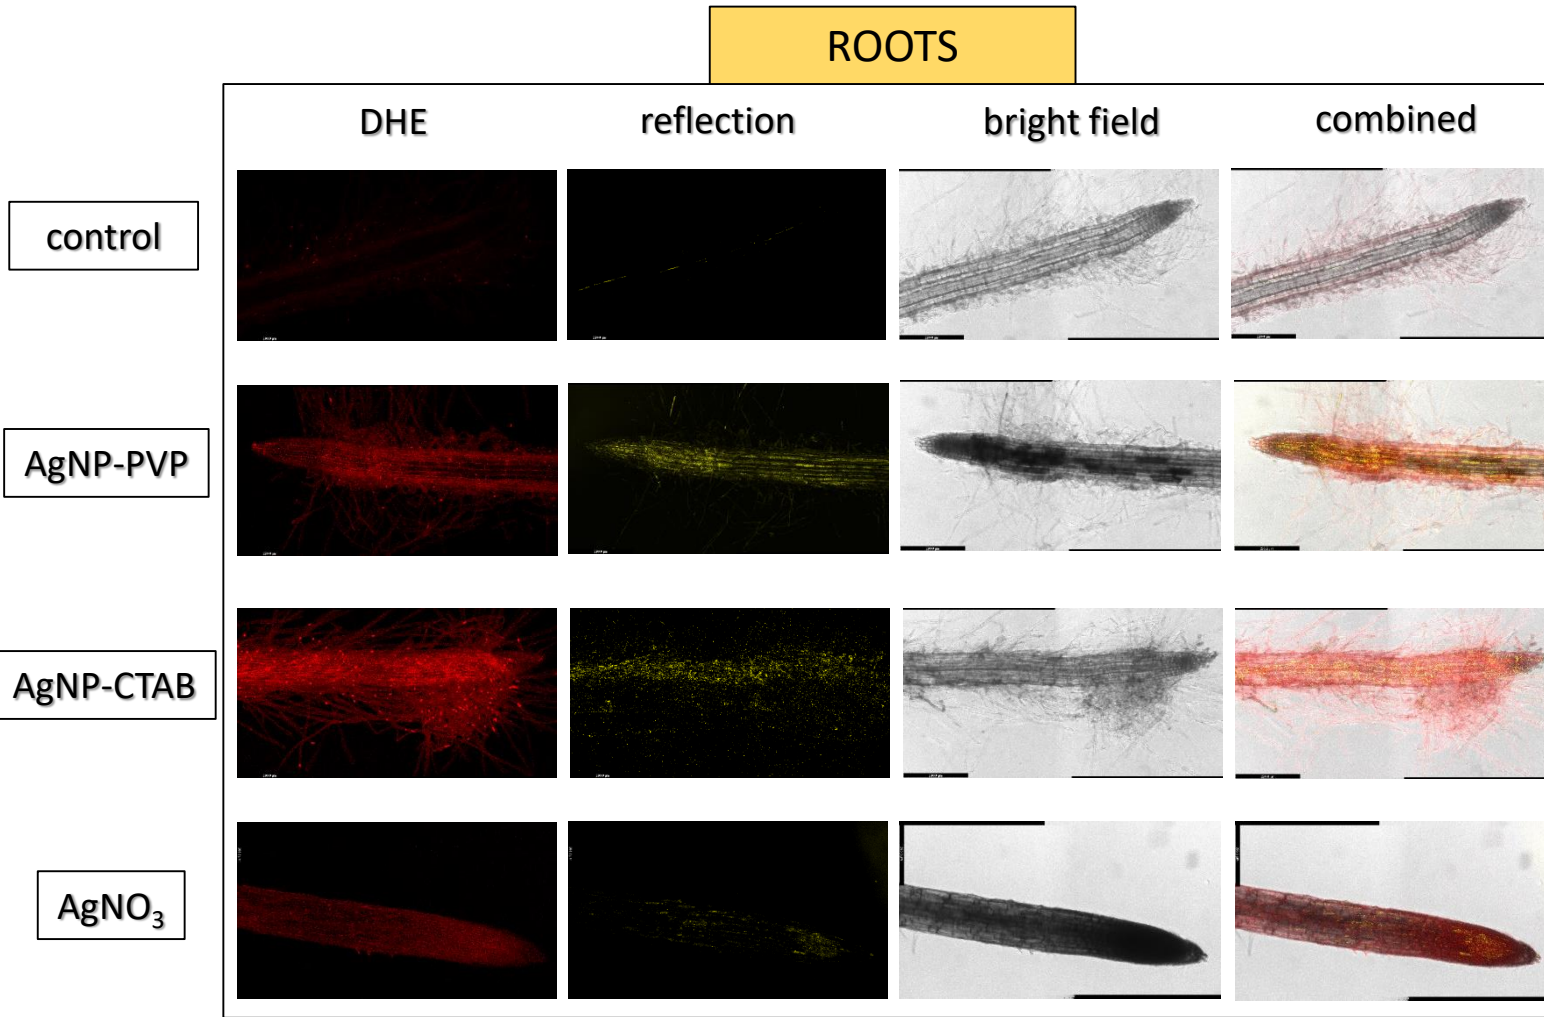 ROOTS
DHE reflection bright field combined
control
AgNP-PVP
AgNP-CTAB
AgNO₃